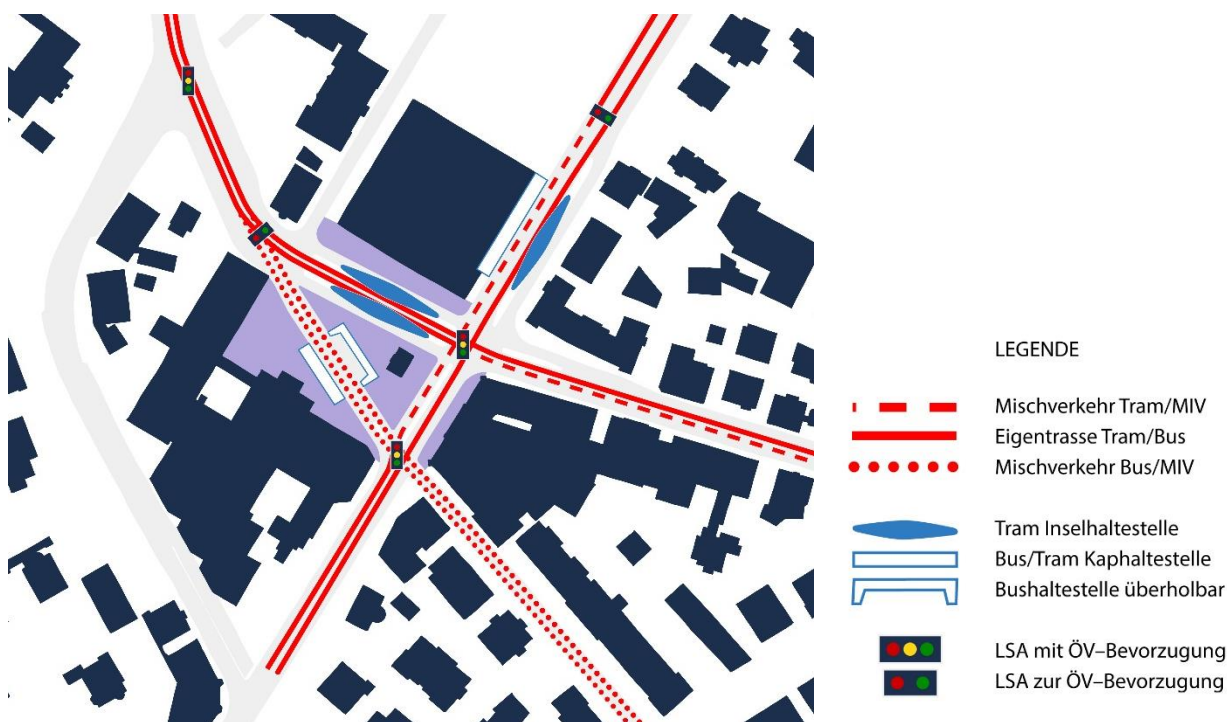 LEGENDE
Mischverkehr Tram/MIV
Eigentrasse Tram/Bus
Mischverkehr Bus/MIV
Tram Inselhaltestelle
Bus/Tram Kaphaltestelle
Bushaltestelle überholbar
LSA mit ÖV–Bevorzugung
LSA zur ÖV–Bevorzugung